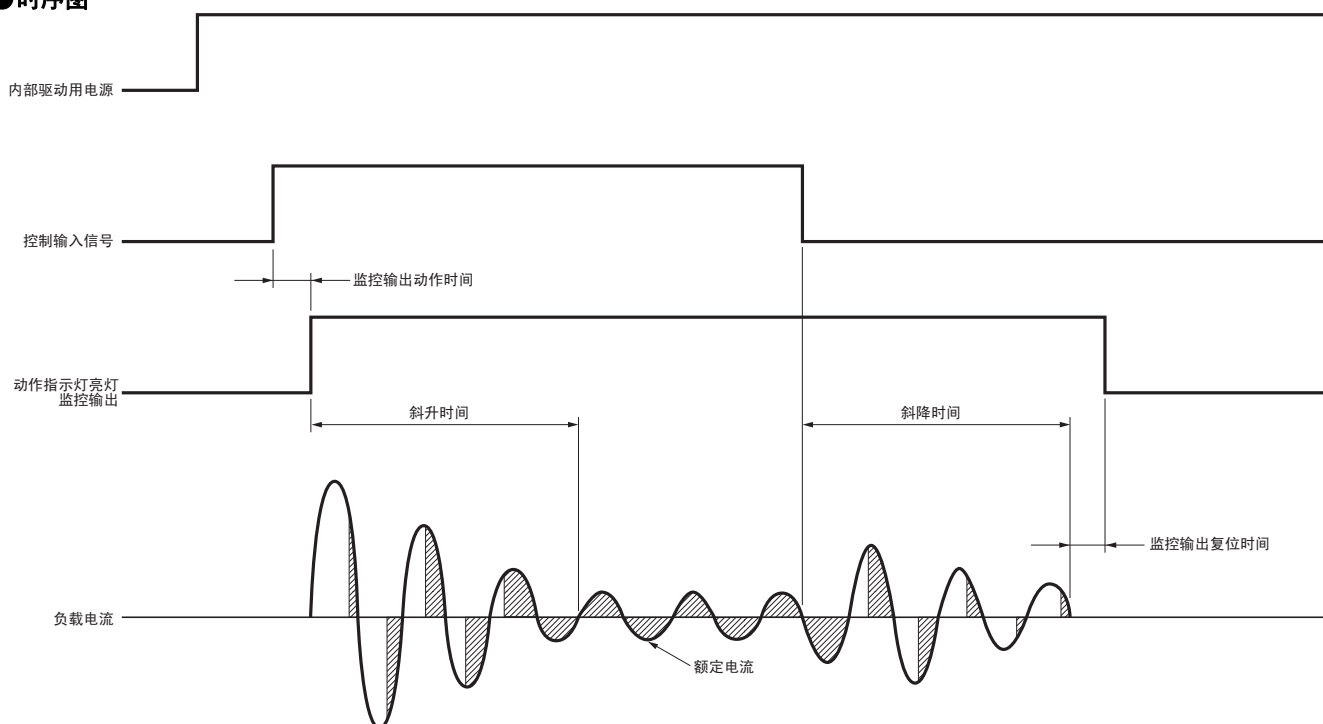 ●时序图
内部驱动用电源
控制输入信号
监控输出动作时间
动作指示灯亮灯
监控输出
斜升时间
斜降时间
监控输出复位时间
负载电流
额定电流